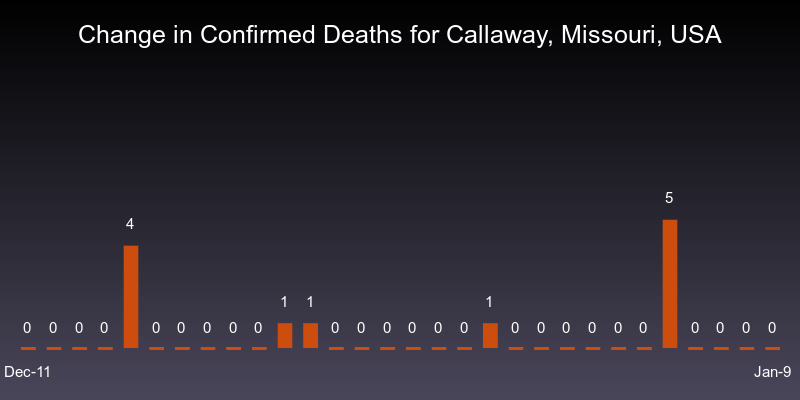 Change in Confirmed Deaths for Callaway, Missouri, USA
5
4
1 1 1
0 0 0 0 0 0 0 0 0 0 0 0 0 0 0 0 0 0 0 0 0 0 0 0 0
Dec-11 Jan-9